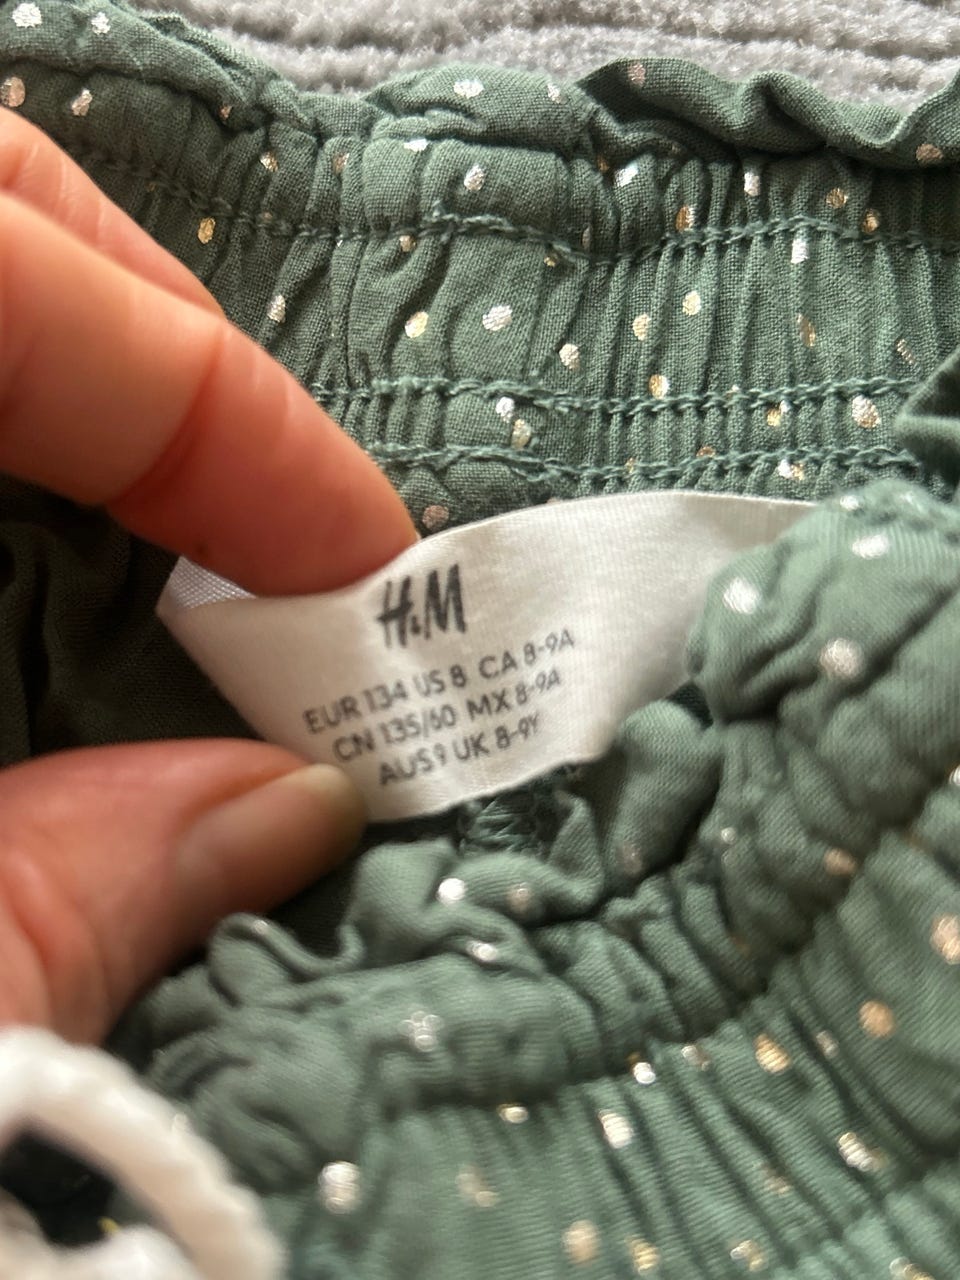 H&M
EUR 134 US 8 CA 8-9A
CN 135/60 MX 8-9A
AUS 9 UK 8-9Y